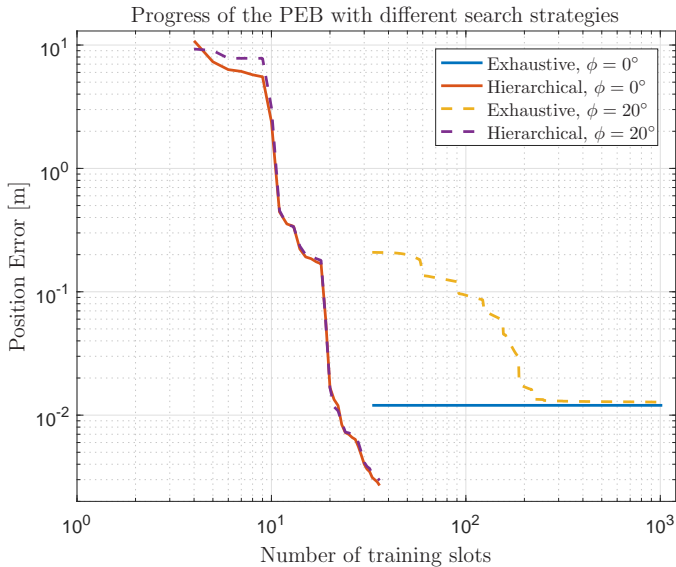 Progress of the PEB with different search strategies
Position Error [m]
10^1
10^0
10^-1
10^-2
Exhaustive, ϕ = 0°
Hierarchical, ϕ = 0°
Exhaustive, ϕ = 20°
Hierarchical, ϕ = 20°
10^0
10^1
10^2
10^3
Number of training slots